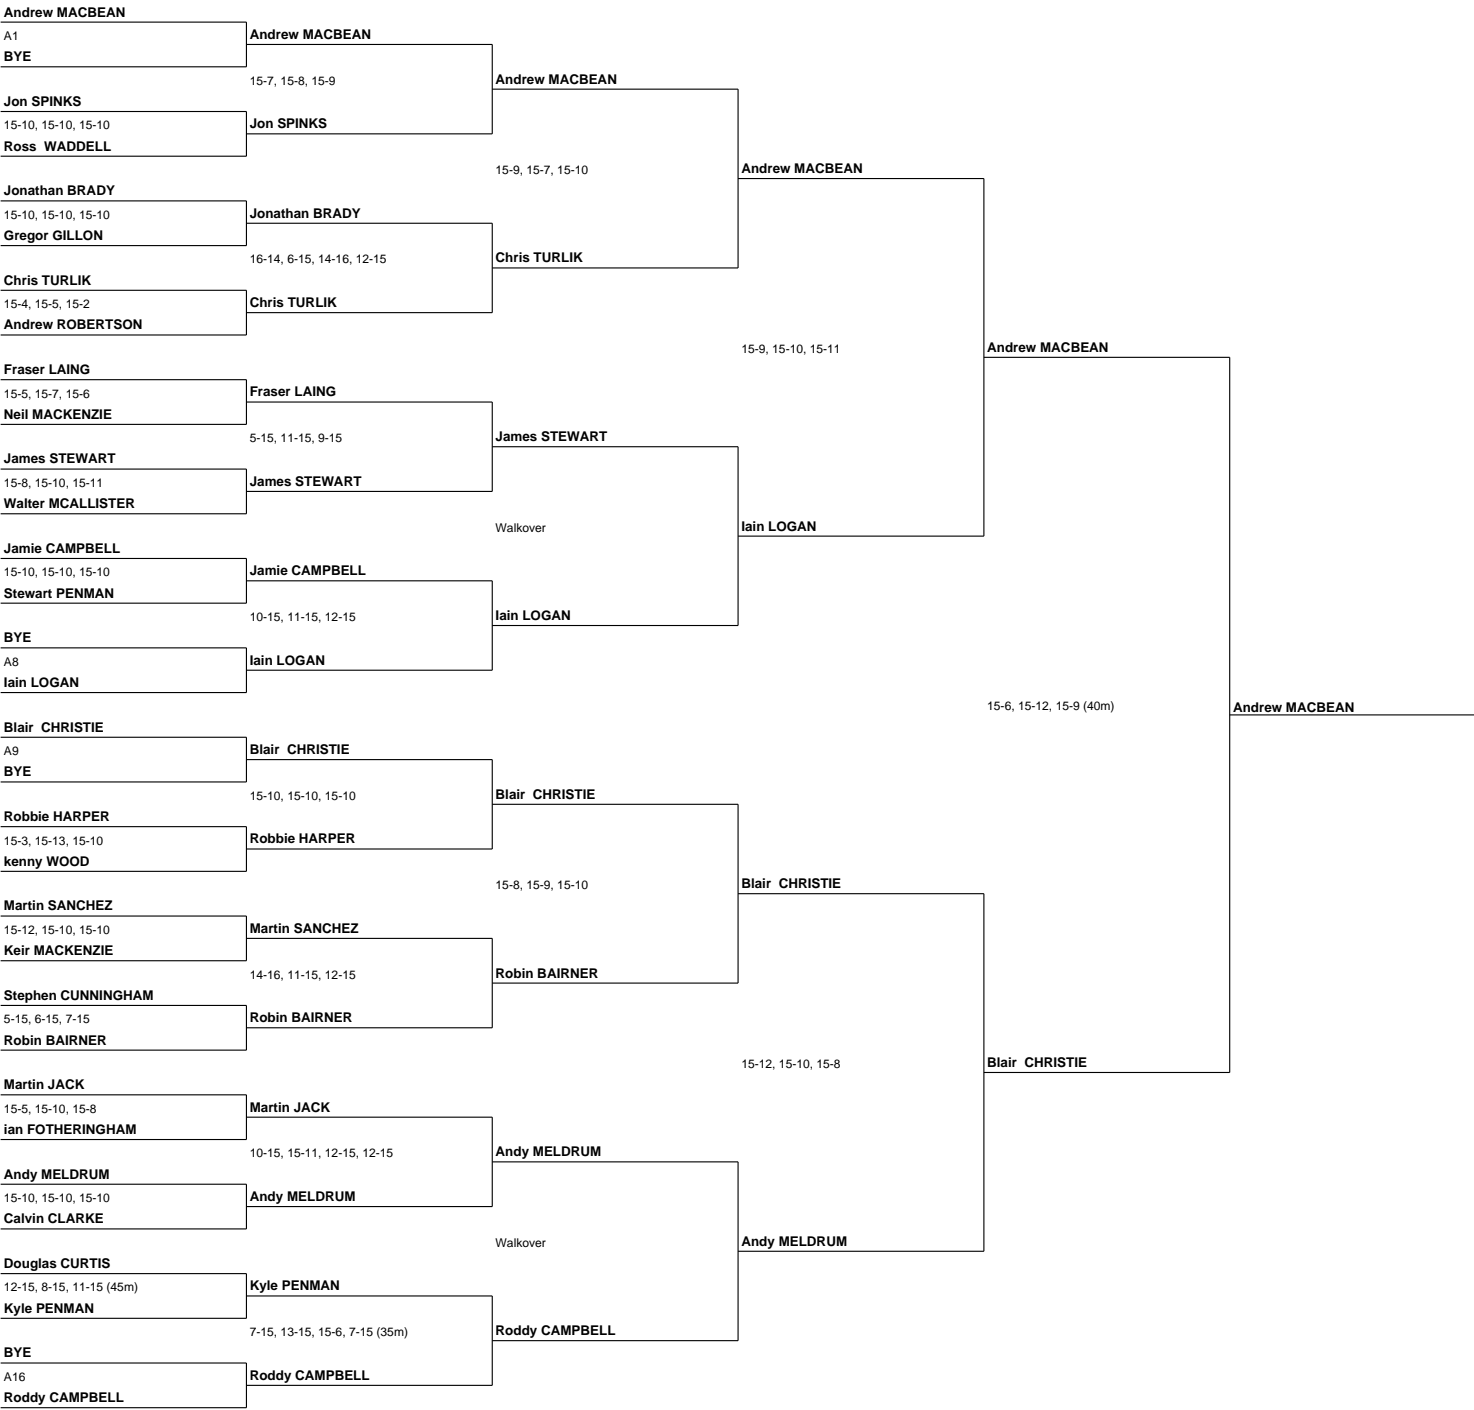 Andrew MACBEAN
A1
BYE
Jon SPINKS
15-10, 15-10, 15-10
Ross  WADDELL
Jonathan BRADY
15-10, 15-10, 15-10
Gregor GILLON
Chris TURLIK
15-4, 15-5, 15-2
Andrew ROBERTSON
Fraser LAING
15-5, 15-7, 15-6
Neil MACKENZIE
James STEWART
15-8, 15-10, 15-11
Walter MCALLISTER
Jamie CAMPBELL
15-10, 15-10, 15-10
Stewart PENMAN
BYE
A8
Iain LOGAN
Blair  CHRISTIE
A9
BYE
Robbie HARPER
15-3, 15-13, 15-10
kenny WOOD
Martin SANCHEZ
15-12, 15-10, 15-10
Keir MACKENZIE
Stephen CUNNINGHAM
5-15, 6-15, 7-15
Robin BAIRNER
Martin JACK
15-5, 15-10, 15-8
ian FOTHERINGHAM
Andy MELDRUM
15-10, 15-10, 15-10
Calvin CLARKE
Douglas CURTIS
12-15, 8-15, 11-15 (45m)
Kyle PENMAN
BYE
A16
Roddy CAMPBELL
Andrew MACBEAN
15-7, 15-8, 15-9
Jon SPINKS
Jonathan BRADY
16-14, 6-15, 14-16, 12-15
Chris TURLIK
Fraser LAING
5-15, 11-15, 9-15
James STEWART
Jamie CAMPBELL
10-15, 11-15, 12-15
Iain LOGAN
Blair  CHRISTIE
15-10, 15-10, 15-10
Robbie HARPER
Martin SANCHEZ
14-16, 11-15, 12-15
Robin BAIRNER
Martin JACK
10-15, 15-11, 12-15, 12-15
Andy MELDRUM
Kyle PENMAN
7-15, 13-15, 15-6, 7-15 (35m)
Roddy CAMPBELL
Andrew MACBEAN
15-9, 15-7, 15-10
Chris TURLIK
James STEWART
Walkover
Iain LOGAN
Blair  CHRISTIE
15-8, 15-9, 15-10
Robin BAIRNER
Andy MELDRUM
Walkover
Roddy CAMPBELL
Andrew MACBEAN
15-9, 15-10, 15-11
Iain LOGAN
Blair  CHRISTIE
15-12, 15-10, 15-8
Andy MELDRUM
Andrew MACBEAN
15-6, 15-12, 15-9 (40m)
Blair  CHRISTIE
Andrew MACBEAN